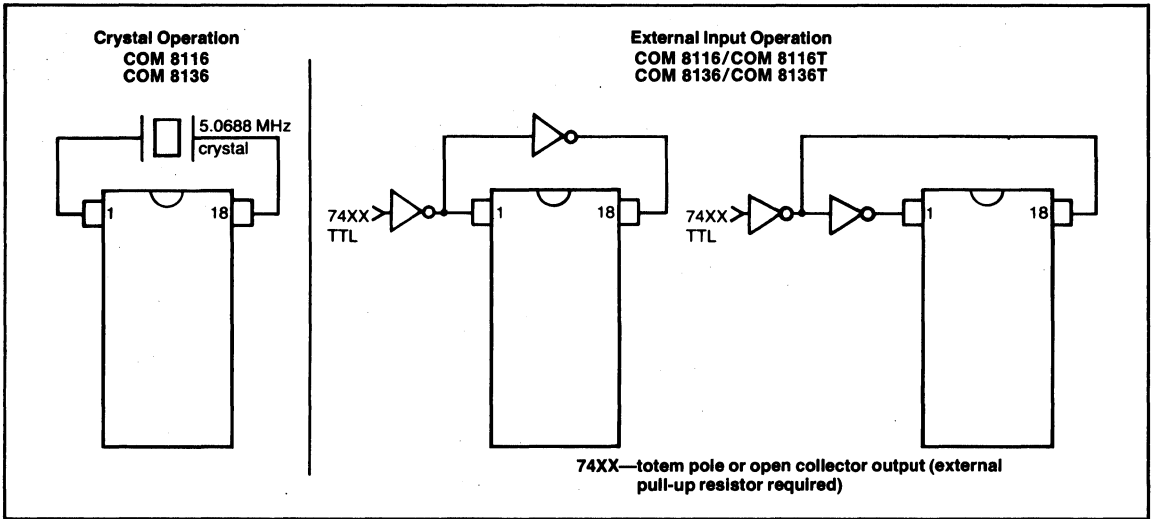 Crystal Operation
COM 8116
COM 8136
5.0688 MHz
crystal
1
18
External Input Operation
COM 8116/COM 8116T
COM 8136/COM 8136T
74XX
TTL
1
18
74XX
TTL
1
18
74XX—totem pole or open collector output (external
pull-up resistor required)